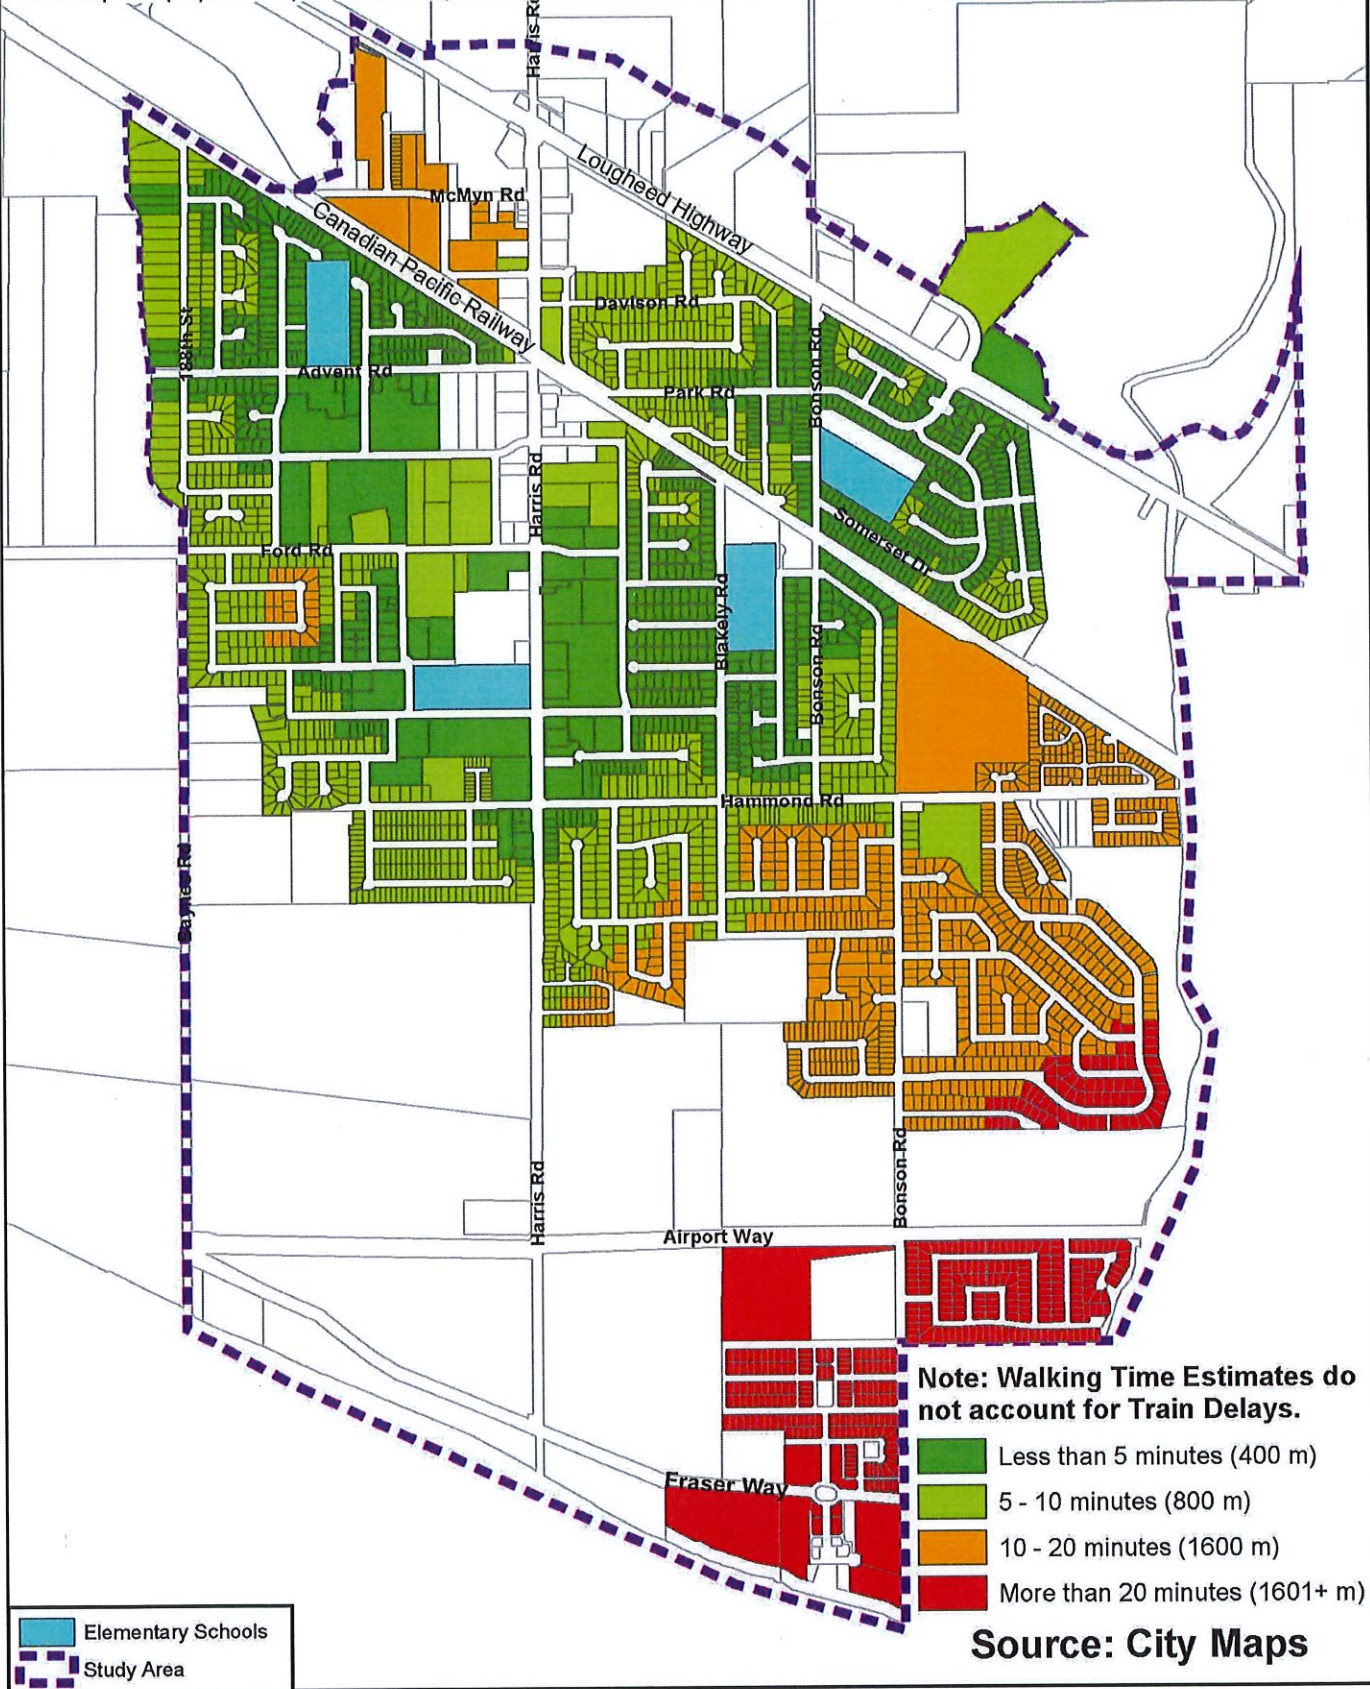 Harris Rd
Lougheed Highway
McMyn Rd
Canadian Pacific Railway
Davison Rd
188th St
Bonson Rd
Advent Rd
Park Rd
Harris Rd
Somerset Dr
Ford Rd
Blakely Rd
Bonson Rd
Hammond Rd
Baynes Rd
Bonson Rd
Harris Rd
Airport Way
Fraser Way
Note: Walking Time Estimates do
not account for Train Delays.
Less than 5 minutes (400 m)
5 - 10 minutes (800 m)
10 - 20 minutes (1600 m)
More than 20 minutes (1601+ m)
Elementary Schools
Study Area
Source: City Maps